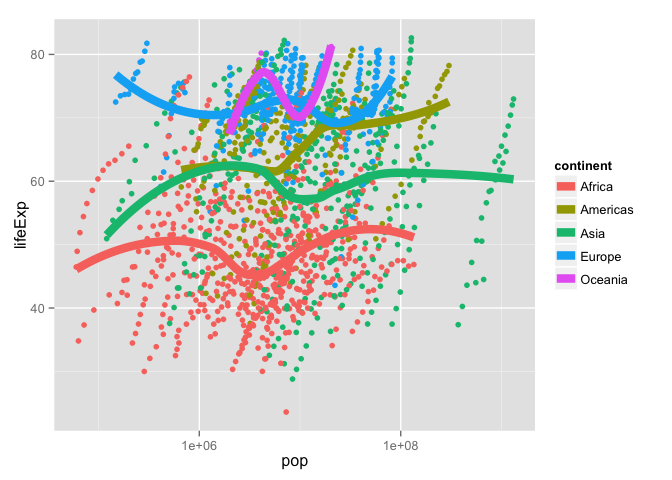 80
60
40
lifeExp
1e+06
1e+08
pop
continent
Africa
Americas
Asia
Europe
Oceania